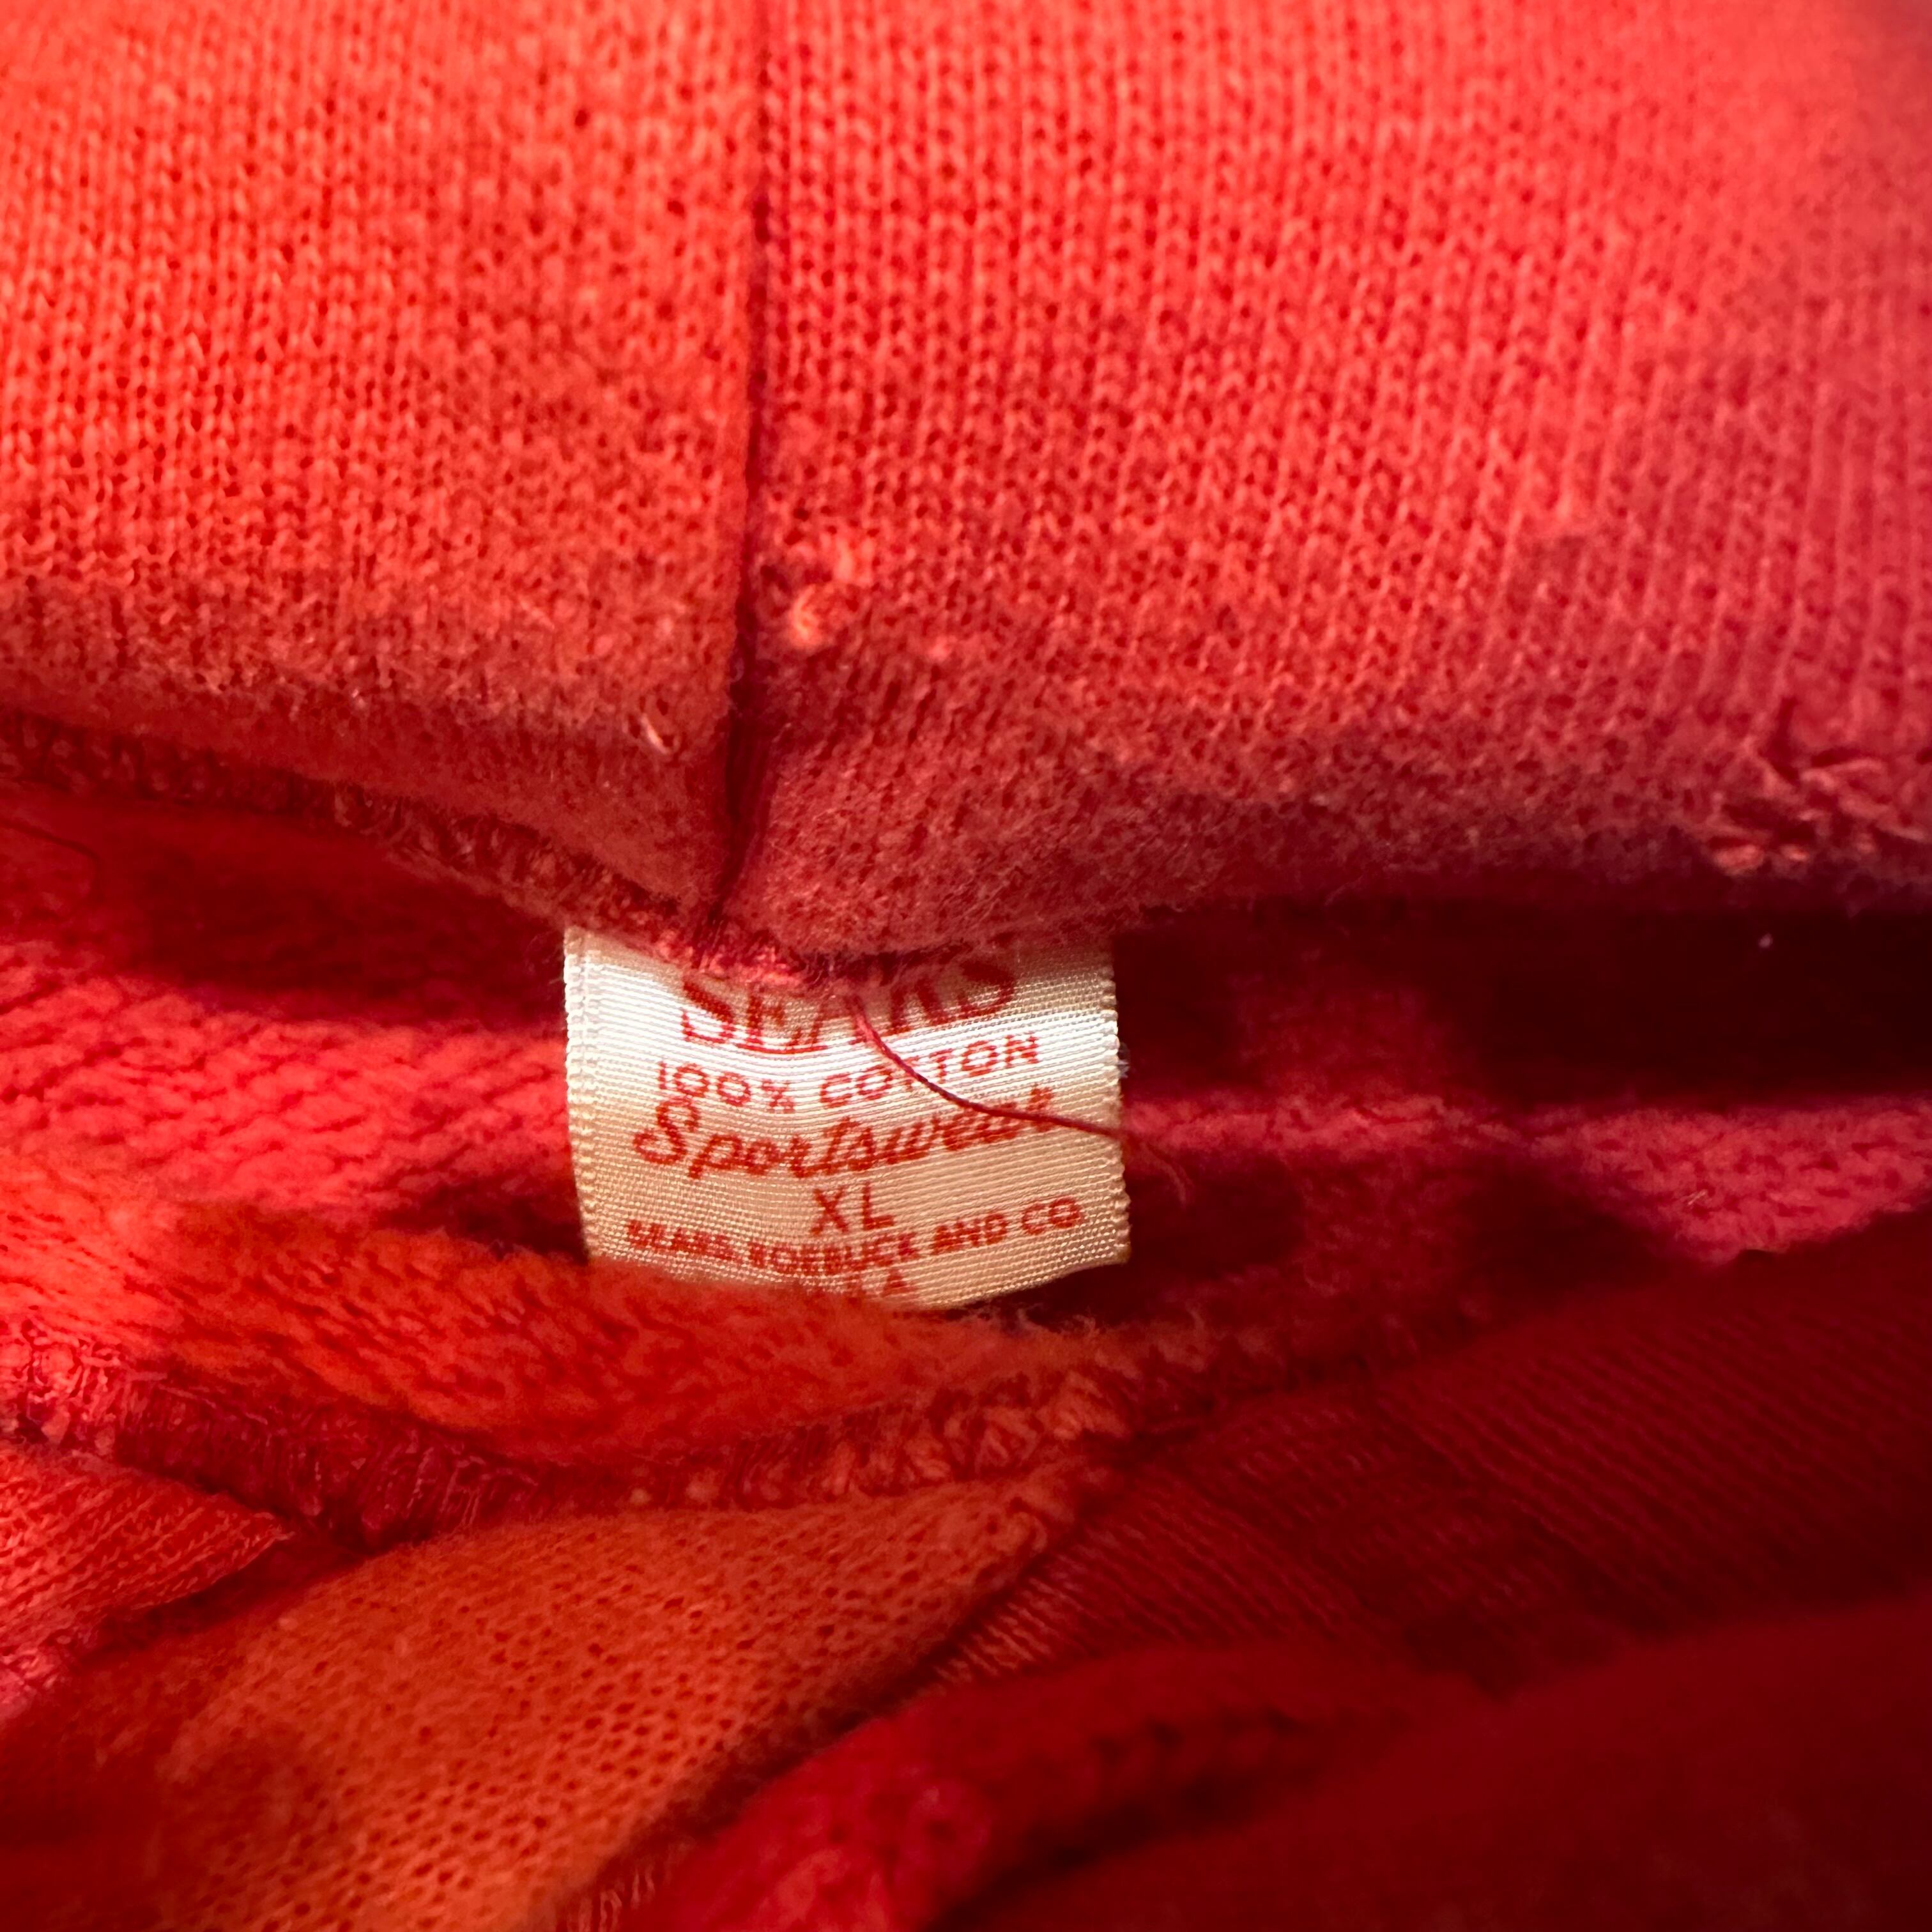 SEARS
100% COTTON
Sportswear
XL
SEARS, ROEBUCK AND CO